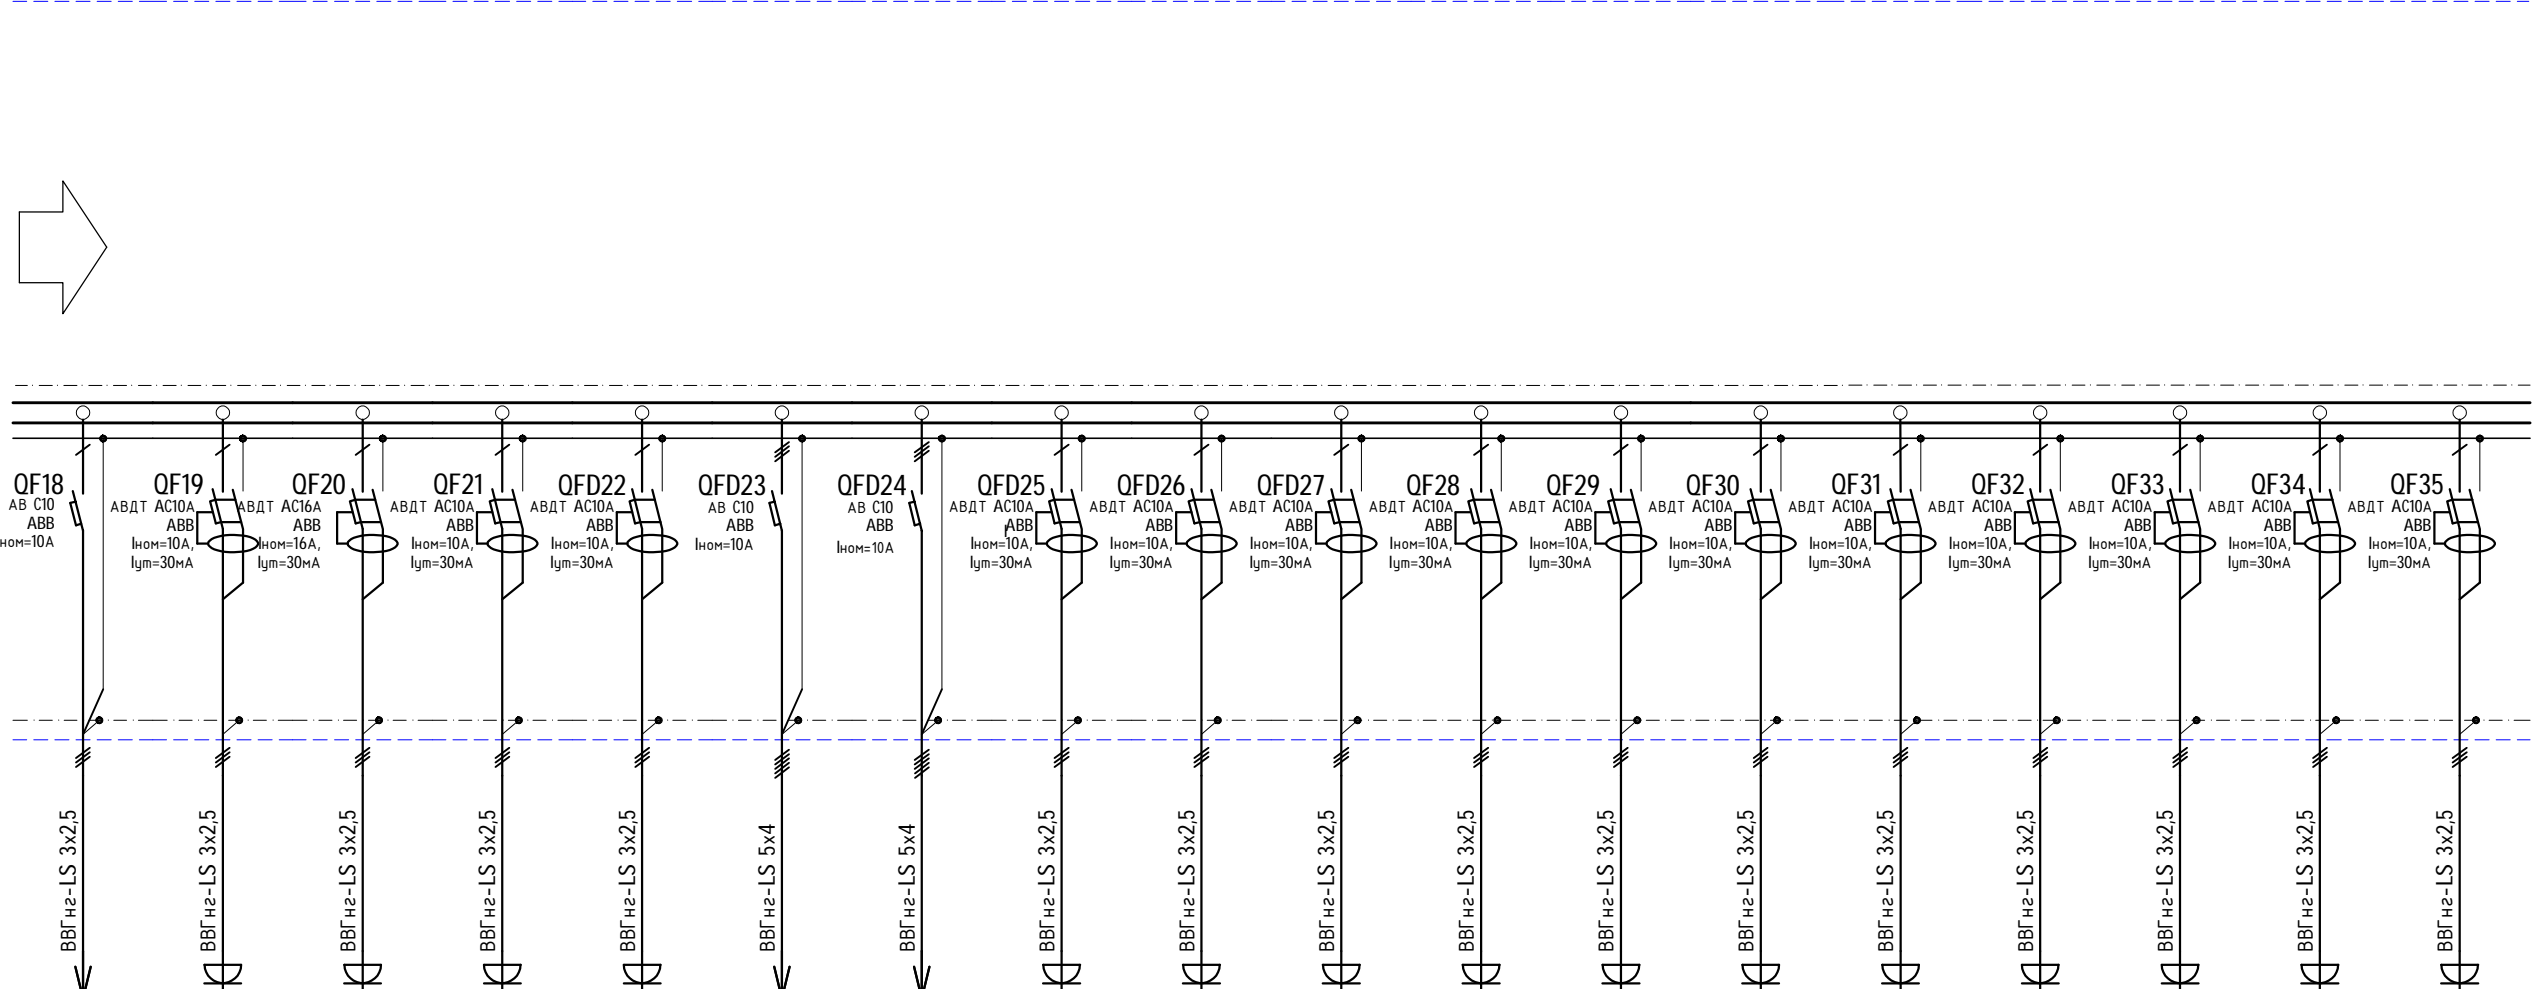 QF18
АВ С10
АВВ
Iном=10А
QF19
АВДТ АС10А
АВВ
Iном=10А,
Iут=30мА
QF20
АВДТ АС16А
АВВ
Iном=16А,
Iут=30мА
QF21
АВДТ АС10А
АВВ
Iном=10А,
Iут=30мА
QFD22
АВДТ АС10А
АВВ
Iном=10А,
Iут=30мА
QFD23
АВ С10
АВВ
Iном=10А
QFD24
АВ С10
АВВ
Iном=10А
QFD25
АВДТ АС10А
АВВ
Iном=10А,
Iут=30мА
QFD26
АВДТ АС10А
АВВ
Iном=10А,
Iут=30мА
QFD27
АВДТ АС10А
АВВ
Iном=10А,
Iут=30мА
QF28
АВДТ АС10А
АВВ
Iном=10А,
Iут=30мА
QF29
АВДТ АС10А
АВВ
Iном=10А,
Iут=30мА
QF30
АВДТ АС10А
АВВ
Iном=10А,
Iут=30мА
QF31
АВДТ АС10А
АВВ
Iном=10А,
Iут=30мА
QF32
АВДТ АС10А
АВВ
Iном=10А,
Iут=30мА
QF33
АВДТ АС10А
АВВ
Iном=10А,
Iут=30мА
QF34
АВДТ АС10А
АВВ
Iном=10А,
Iут=30мА
QF35
АВДТ АС10А
АВВ
Iном=10А,
Iут=30мА
ВВГнг-LS 3х2,5
ВВГнг-LS 3х2,5
ВВГнг-LS 3х2,5
ВВГнг-LS 3х2,5
ВВГнг-LS 3х2,5
ВВГнг-LS 5х4
ВВГнг-LS 5х4
ВВГнг-LS 3х2,5
ВВГнг-LS 3х2,5
ВВГнг-LS 3х2,5
ВВГнг-LS 3х2,5
ВВГнг-LS 3х2,5
ВВГнг-LS 3х2,5
ВВГнг-LS 3х2,5
ВВГнг-LS 3х2,5
ВВГнг-LS 3х2,5
ВВГнг-LS 3х2,5
ВВГнг-LS 3х2,5